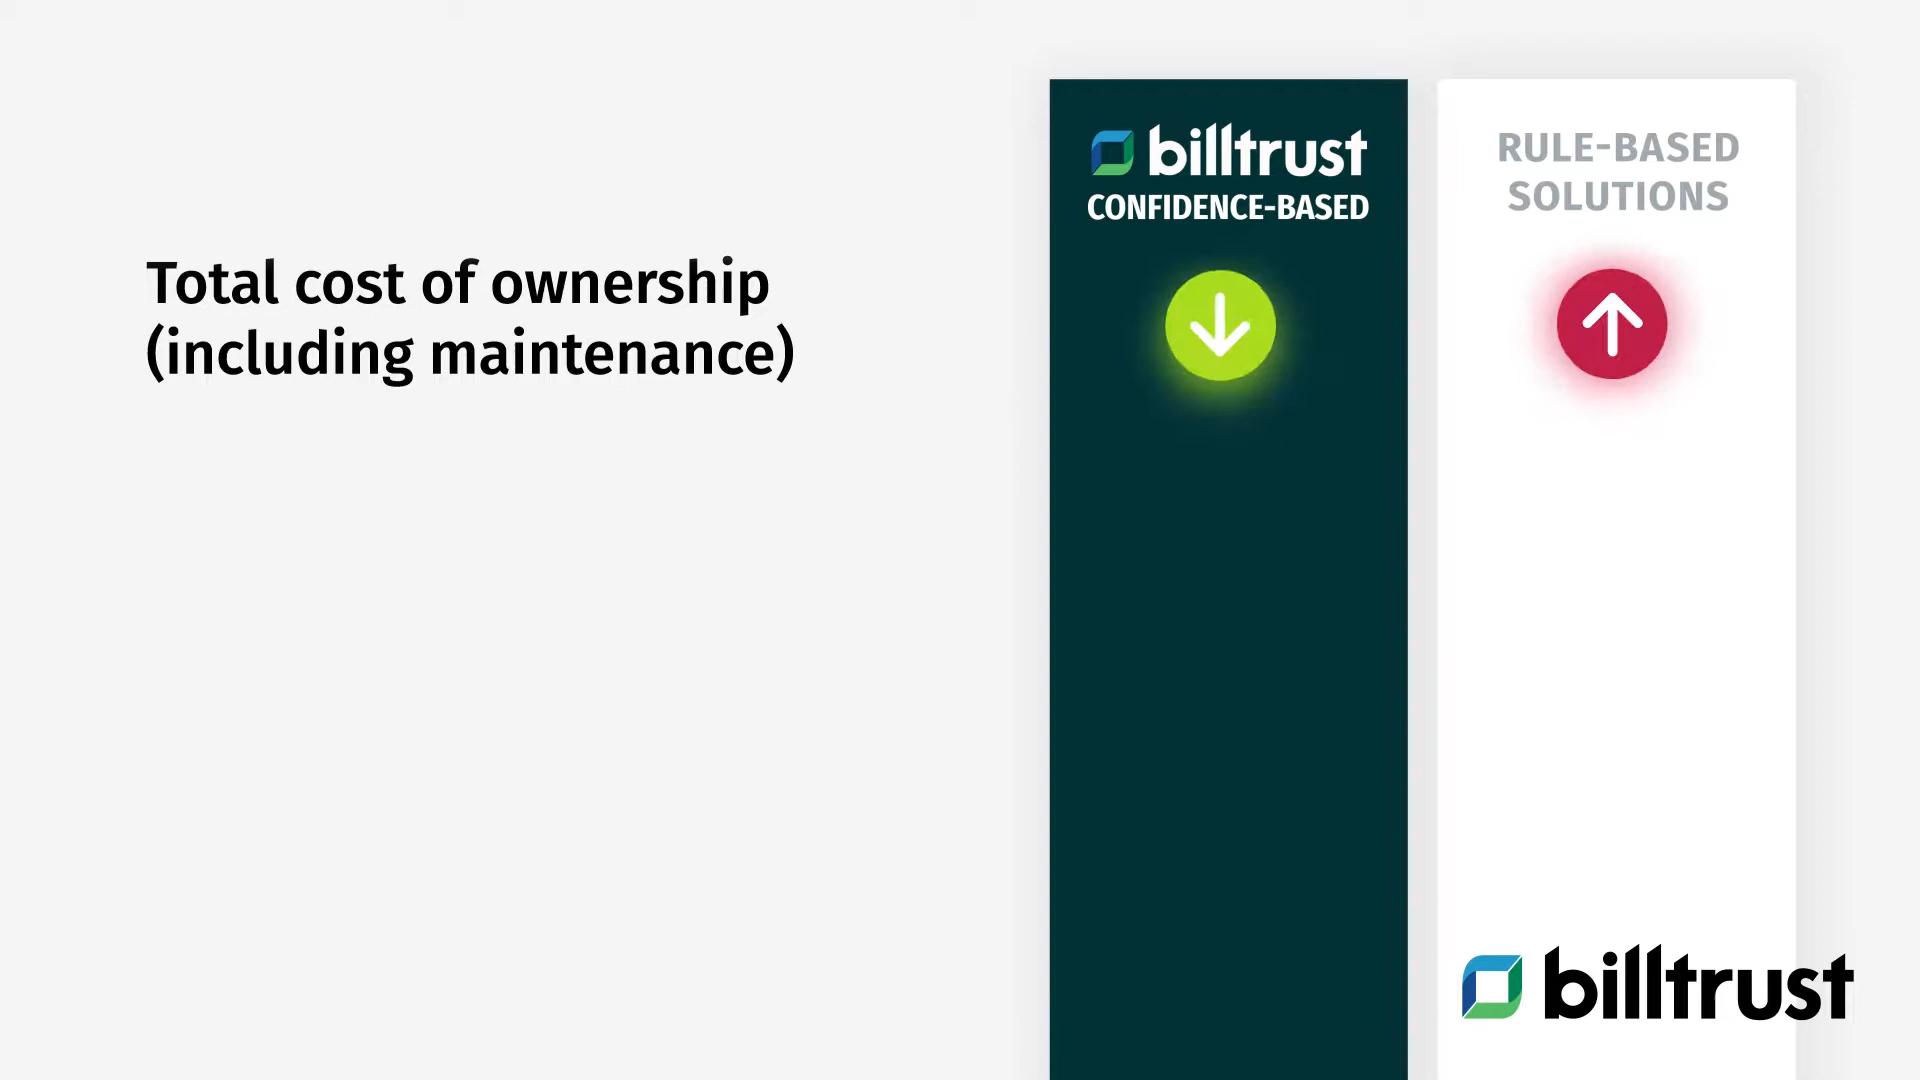 billtrust
CONFIDENCE-BASED
RULE-BASED
SOLUTIONS
Total cost of ownership
(including maintenance)
billtrust